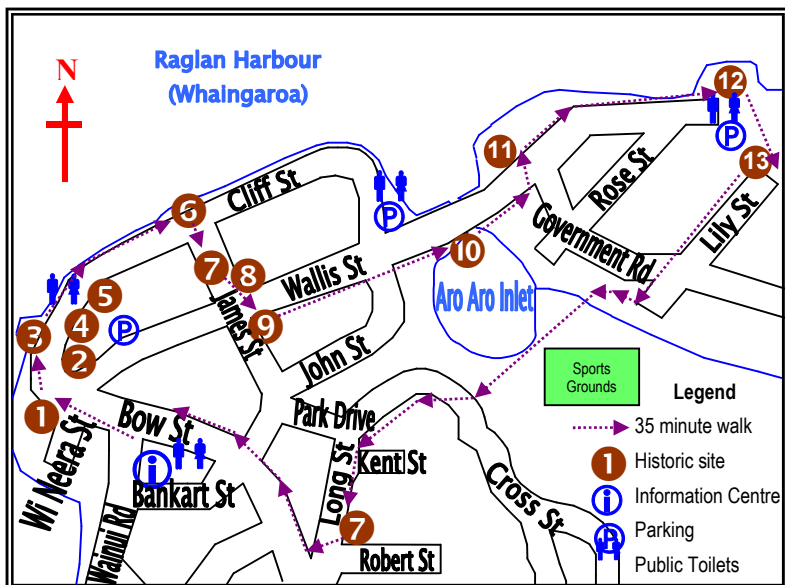 Raglan Harbour
(Whaingaroa)
N
12
P
13
11
Rose St
Lily St
Government Rd
Cliff St
6
P
7
8
Wallis St
10
Aro Aro Inlet
5
James St
9
3
4
P
2
John St
1
Bow St
Park Drive
Wi Neera St
i
Bankart St
Wainui Rd
Long St
Kent St
7
Robert St
Cross St
Sports
Grounds
Legend
35 minute walk
1 Historic site
i Information Centre
P Parking
Public Toilets